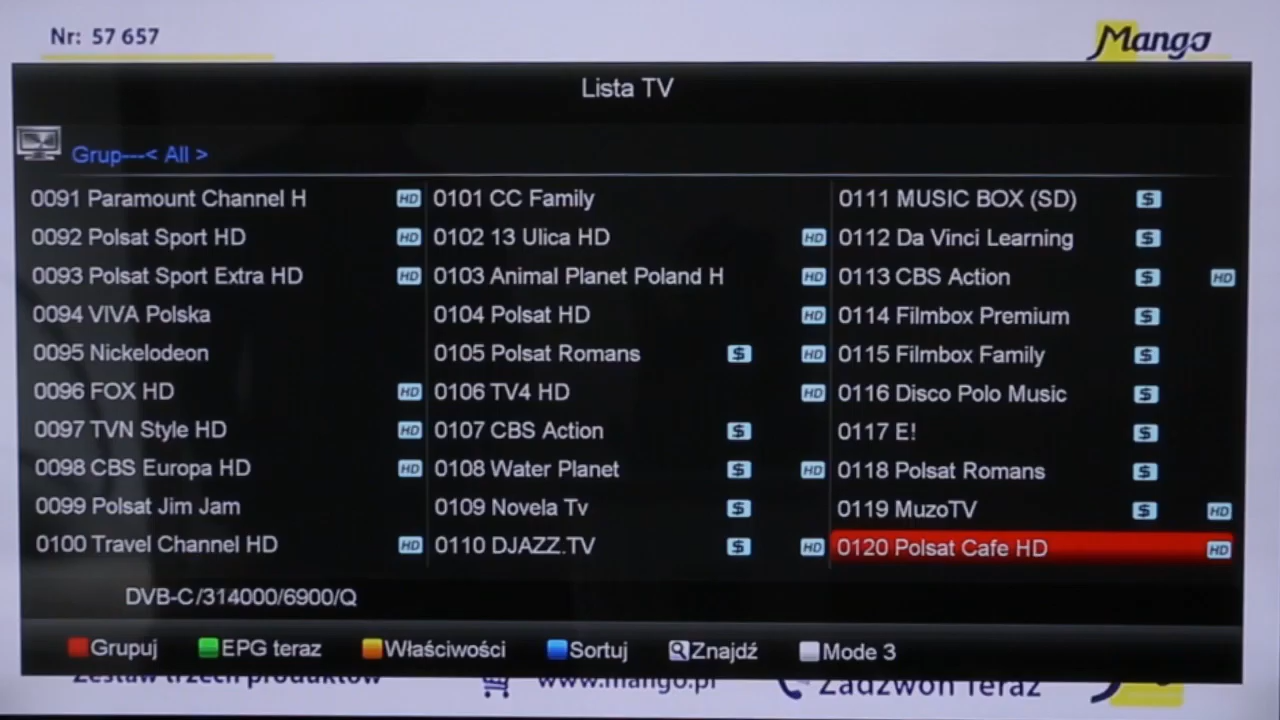 Nr: 57 657
Mango
Lista TV
Grup---< All >
0091 Paramount Channel H HD
0092 Polsat Sport HD HD
0093 Polsat Sport Extra HD HD
0094 VIVA Polska
0095 Nickelodeon
0096 FOX HD HD
0097 TVN Style HD HD
0098 CBS Europa HD HD
0099 Polsat Jim Jam
0100 Travel Channel HD HD
0101 CC Family
0102 13 Ulica HD HD
0103 Animal Planet Poland H HD
0104 Polsat HD HD
0105 Polsat Romans $ HD
0106 TV4 HD HD
0107 CBS Action $
0108 Water Planet $ HD
0109 Novela Tv $
0110 DJAZZ.TV $ HD
0111 MUSIC BOX (SD) $
0112 Da Vinci Learning $
0113 CBS Action $ HD
0114 Filmbox Premium $
0115 Filmbox Family $
0116 Disco Polo Music $
0117 E! $
0118 Polsat Romans $
0119 MuzoTV $ HD
0120 Polsat Cafe HD HD
DVB-C/314000/6900/Q
Grupuj EPG teraz Właściwości Sortuj Znajdź Mode 3
Zestaw trzech produktów www.mango.pl Zadzwoń Teraz